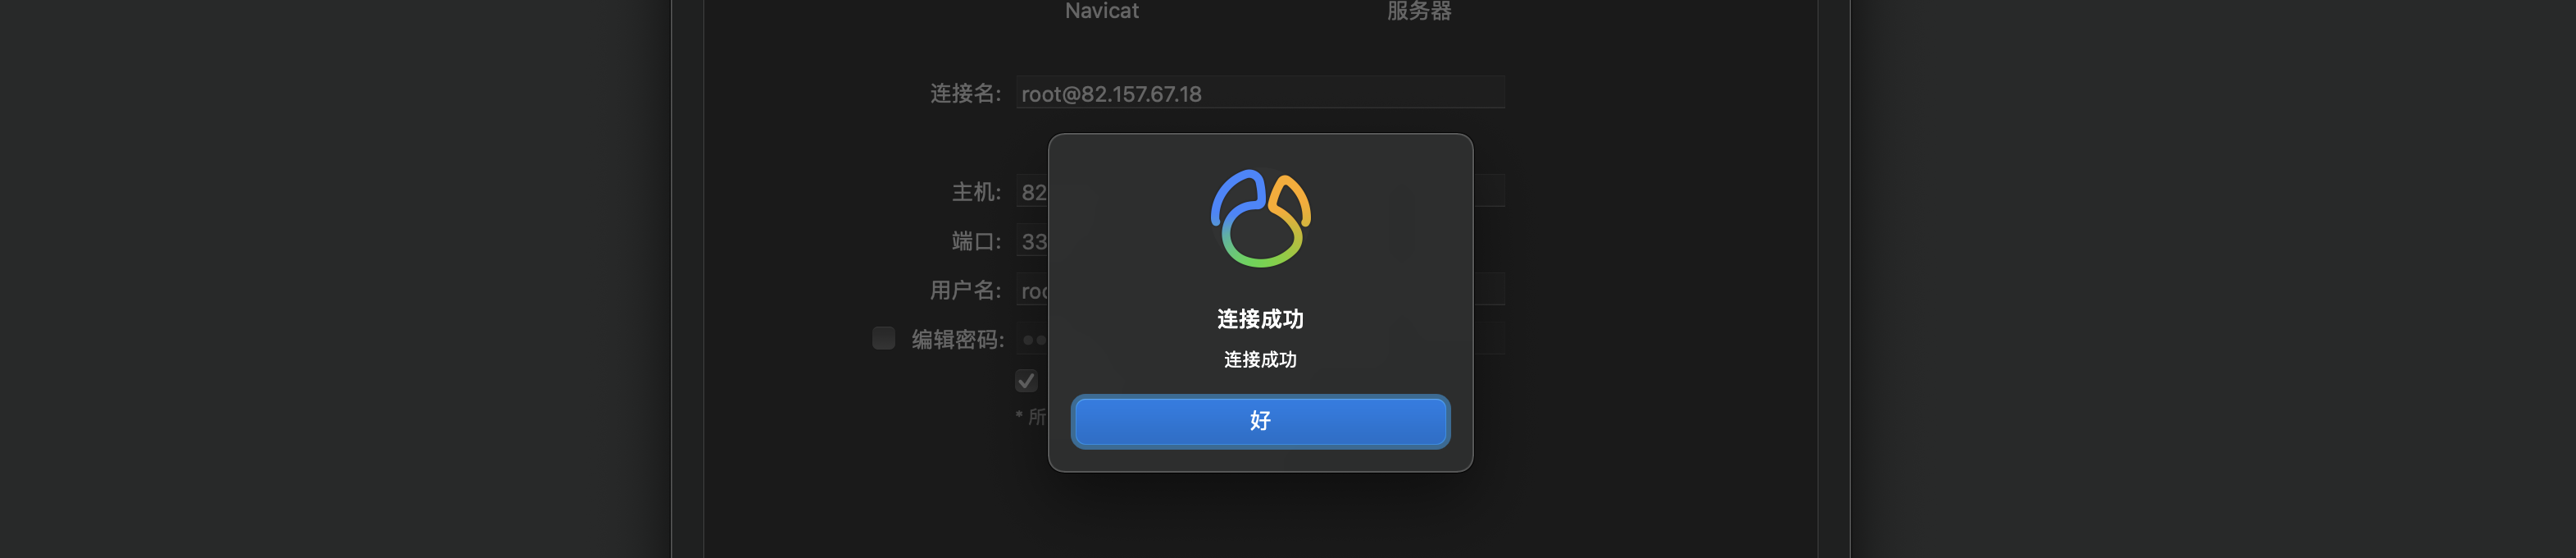 Navicat 服务器
连接名: root@82.157.67.18
主机: 82
端口: 33
用户名: roo
编辑密码: ••
* 所
连接成功
连接成功
好